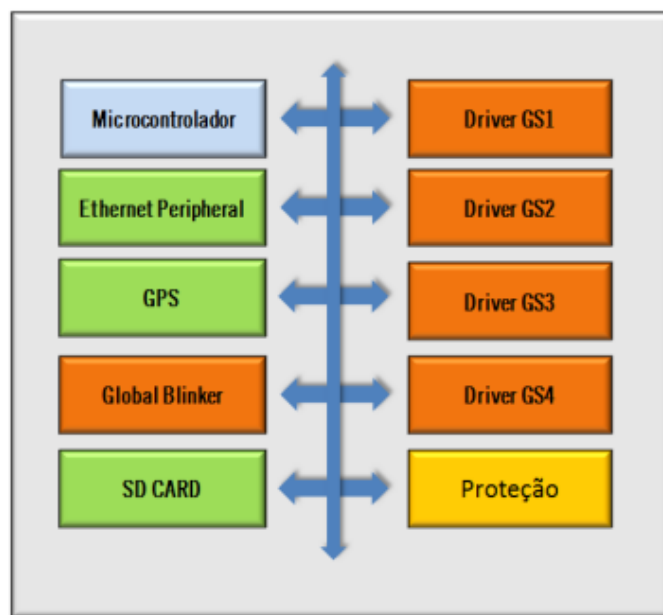 Microcontrolador
Driver GS1
Ethernet Peripheral
Driver GS2
GPS
Driver GS3
Global Blinker
Driver GS4
SD CARD
Proteção